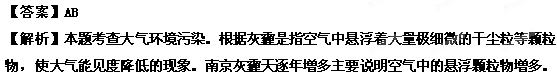 【答案】AB
【解析】本题考查大气环境污染。根据灰霾是指空气中悬浮着大量极细微的干尘粒等颗粒
物，使大气能见度降低的现象。南京灰霾天逐年增多主要说明空气中的悬浮颗粒物增多。